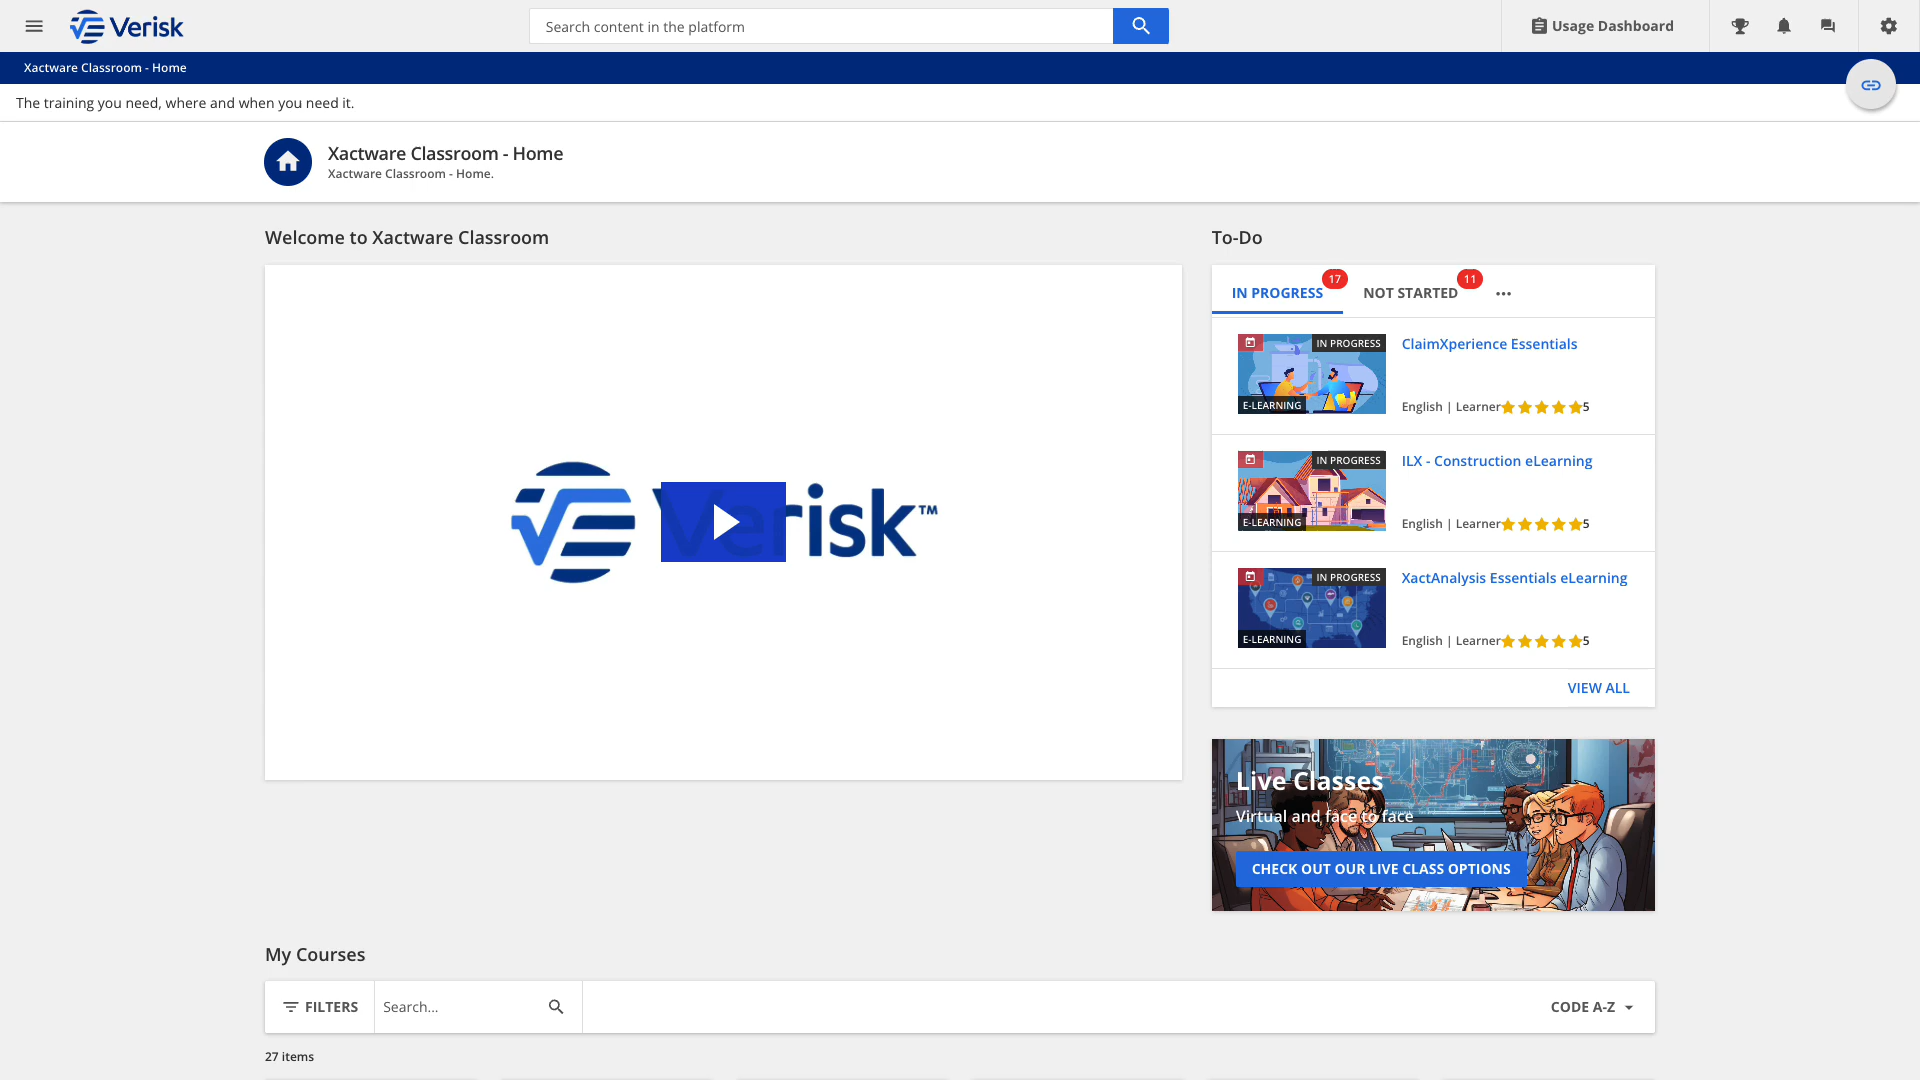 Verisk
Search content in the platform
Usage Dashboard
Xactware Classroom - Home
The training you need, where and when you need it.
Xactware Classroom - Home
Xactware Classroom - Home.
Welcome to Xactware Classroom
Verisk™
To-Do
IN PROGRESS 17
NOT STARTED 11
IN PROGRESS
E-LEARNING
ClaimXperience Essentials
English | Learner 5
IN PROGRESS
E-LEARNING
ILX - Construction eLearning
English | Learner 5
IN PROGRESS
E-LEARNING
XactAnalysis Essentials eLearning
English | Learner 5
VIEW ALL
Live Classes
Virtual and face to face
CHECK OUT OUR LIVE CLASS OPTIONS
My Courses
FILTERS
Search...
CODE A-Z
27 items